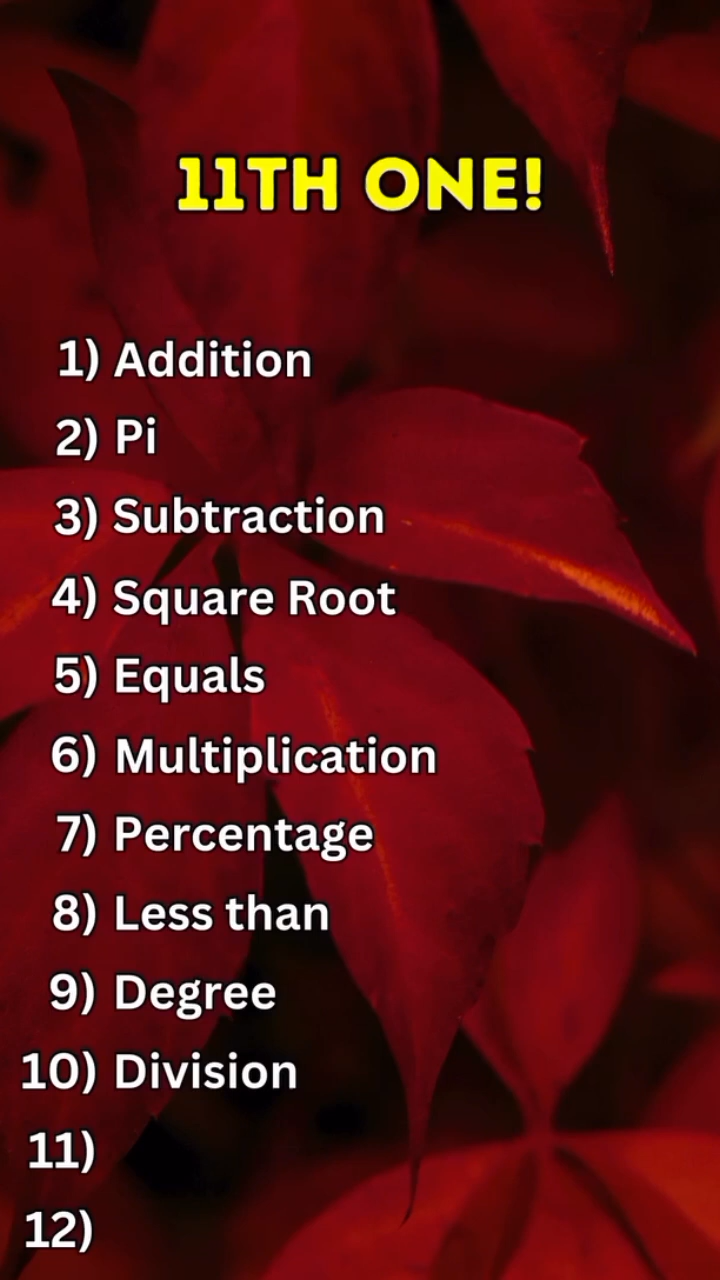 11TH ONE!
1) Addition
2) Pi
3) Subtraction
4) Square Root
5) Equals
6) Multiplication
7) Percentage
8) Less than
9) Degree
10) Division
11)
12)